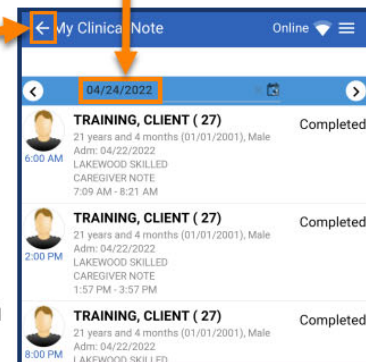 My Clinical Note Online
04/24/2022
TRAINING, CLIENT ( 27) Completed
21 years and 4 months (01/01/2001), Male
Adm: 04/22/2022
6:00 AM
LAKEWOOD SKILLED
CAREGIVER NOTE
7:09 AM - 8:21 AM
TRAINING, CLIENT ( 27) Completed
21 years and 4 months (01/01/2001), Male
Adm: 04/22/2022
2:00 PM
LAKEWOOD SKILLED
CAREGIVER NOTE
1:57 PM - 3:57 PM
TRAINING, CLIENT ( 27) Completed
21 years and 4 months (01/01/2001), Male
Adm: 04/22/2022
8:00 PM
LAKEWOOD SKILLED